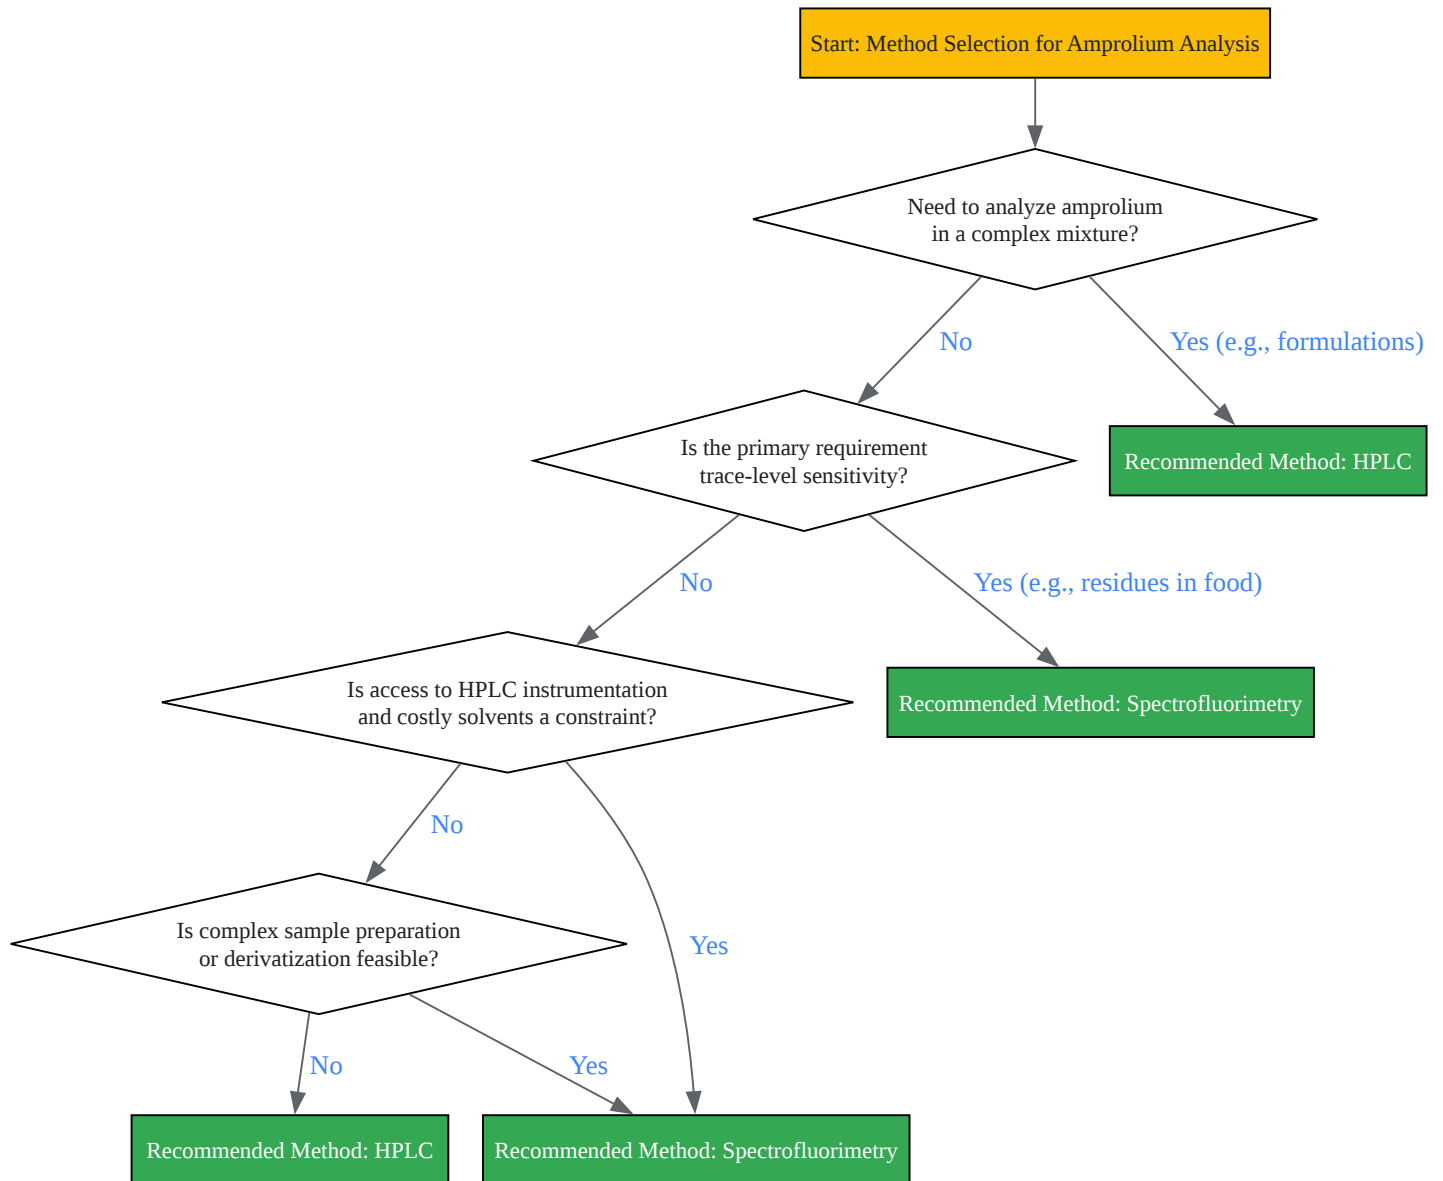 Start: Method Selection for Amprolium Analysis
Need to analyze amprolium
in a complex mixture?
No
Yes (e.g., formulations)
Is the primary requirement
trace-level sensitivity?
Recommended Method: HPLC
No
Yes (e.g., residues in food)
Is access to HPLC instrumentation
and costly solvents a constraint?
Recommended Method: Spectrofluorimetry
No
Yes
Is complex sample preparation
or derivatization feasible?
No
Yes
Recommended Method: HPLC
Recommended Method: Spectrofluorimetry